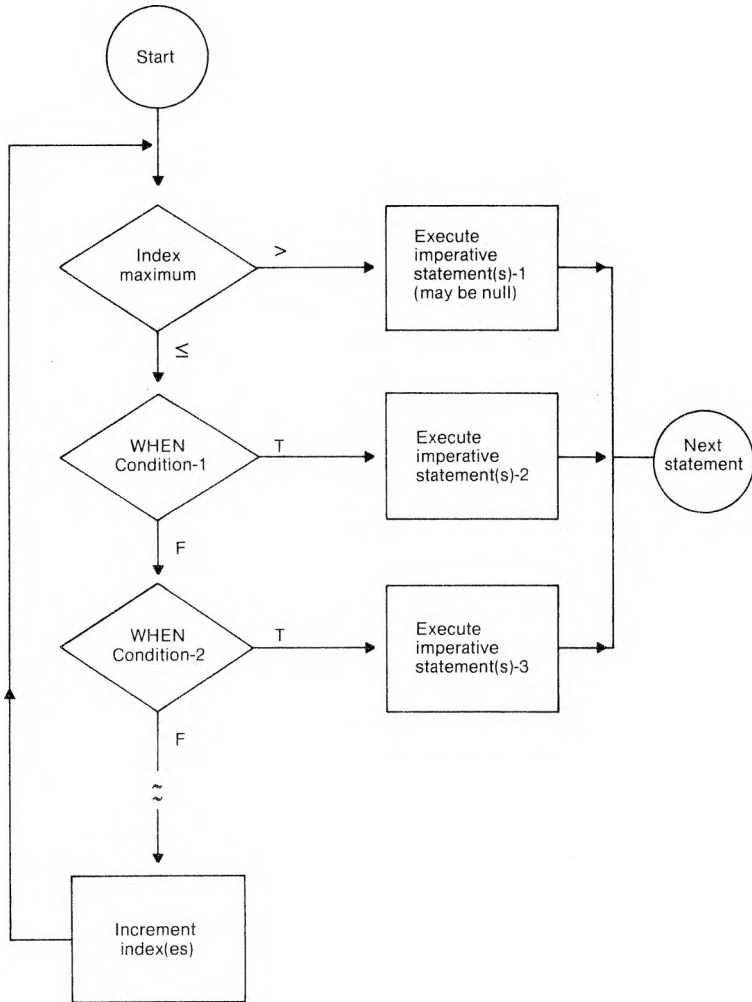 Start
Index
maximum
>
Execute
imperative
statement(s)-1
(may be null)
≤
WHEN
Condition-1
T
Execute
imperative
statement(s)-2
Next
statement
F
WHEN
Condition-2
T
Execute
imperative
statement(s)-3
F
Increment
index(es)